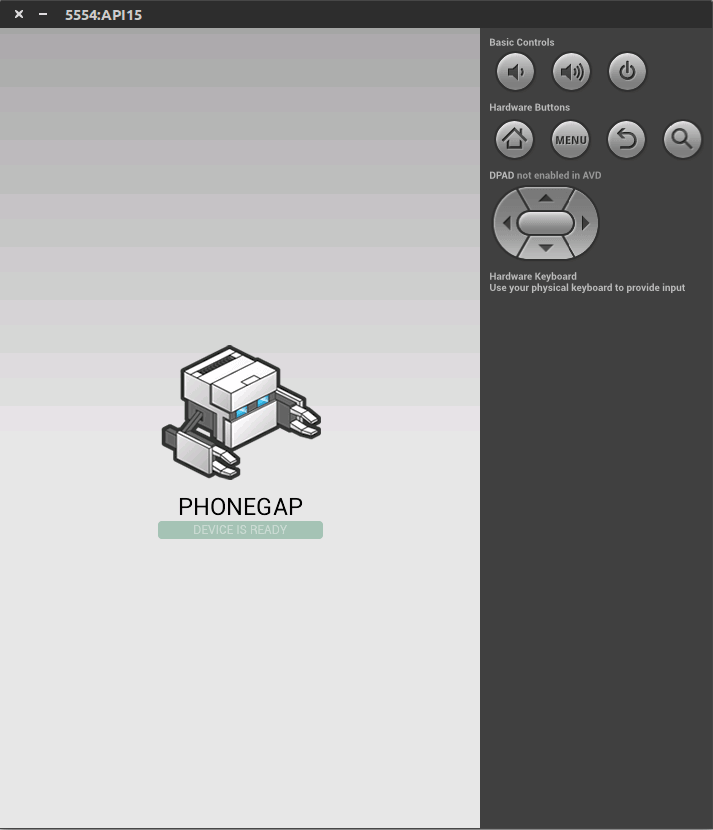 5554:API15
Basic Controls
Hardware Buttons
MENU
DPAD not enabled in AVD
Hardware Keyboard
Use your physical keyboard to provide input
PHONEGAP
DEVICE IS READY